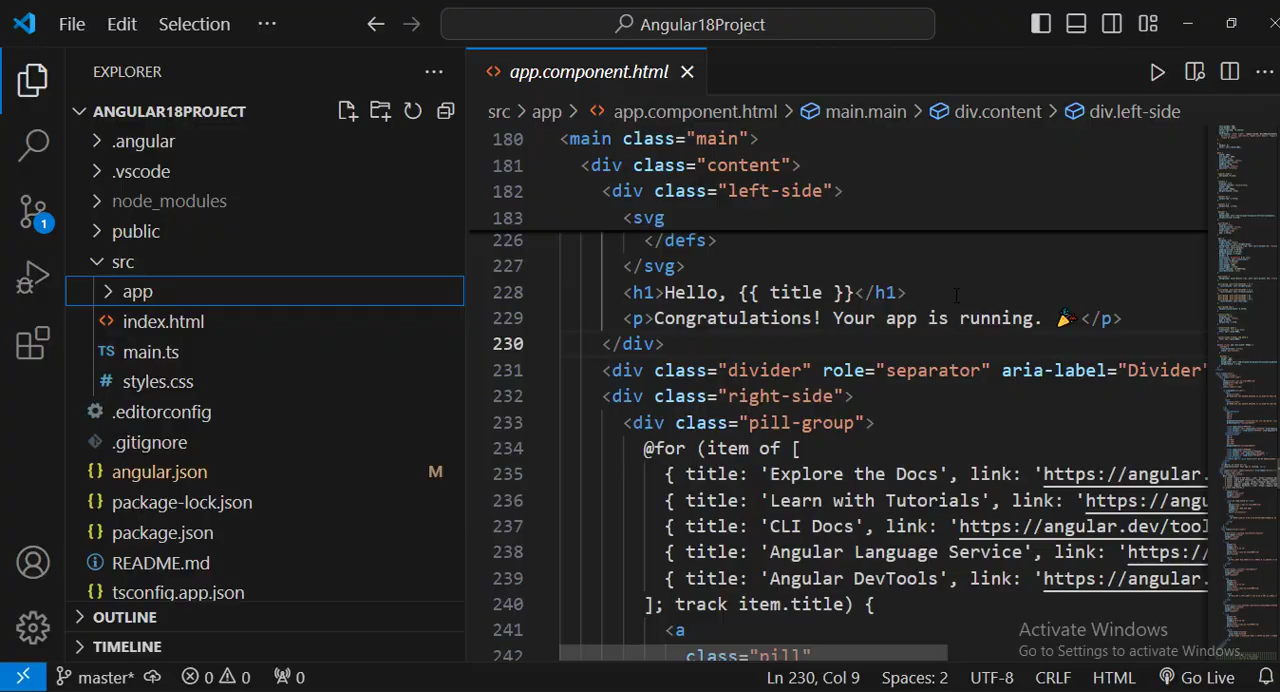 File Edit Selection ··· Angular18Project
EXPLORER ···
ANGULAR18PROJECT
.angular
.vscode
node_modules
public
src
app
index.html
main.ts
styles.css
.editorconfig
.gitignore
angular.json M
package-lock.json
package.json
README.md
tsconfig.app.json
OUTLINE
TIMELINE
1
app.component.html
src > app > app.component.html > main.main > div.content > div.left-side
180 <main class="main">
181 <div class="content">
182 <div class="left-side">
183 <svg
226 </defs>
227 </svg>
228 <h1>Hello, {{ title }}</h1>
229 <p>Congratulations! Your app is running. 🎉</p>
230 </div>
231 <div class="divider" role="separator" aria-label="Divider"
232 <div class="right-side">
233 <div class="pill-group">
234 @for (item of [
235 { title: 'Explore the Docs', link: 'https://angular.
236 { title: 'Learn with Tutorials', link: 'https://angu
237 { title: 'CLI Docs', link: 'https://angular.dev/tool
238 { title: 'Angular Language Service', link: 'https:/
239 { title: 'Angular DevTools', link: 'https://angular.
240 ]; track item.title) {
241 <a
242 class="pill"
Activate Windows
Go to Settings to activate Windows.
master* 0 0 0 Ln 230, Col 9 Spaces: 2 UTF-8 CRLF HTML Go Live